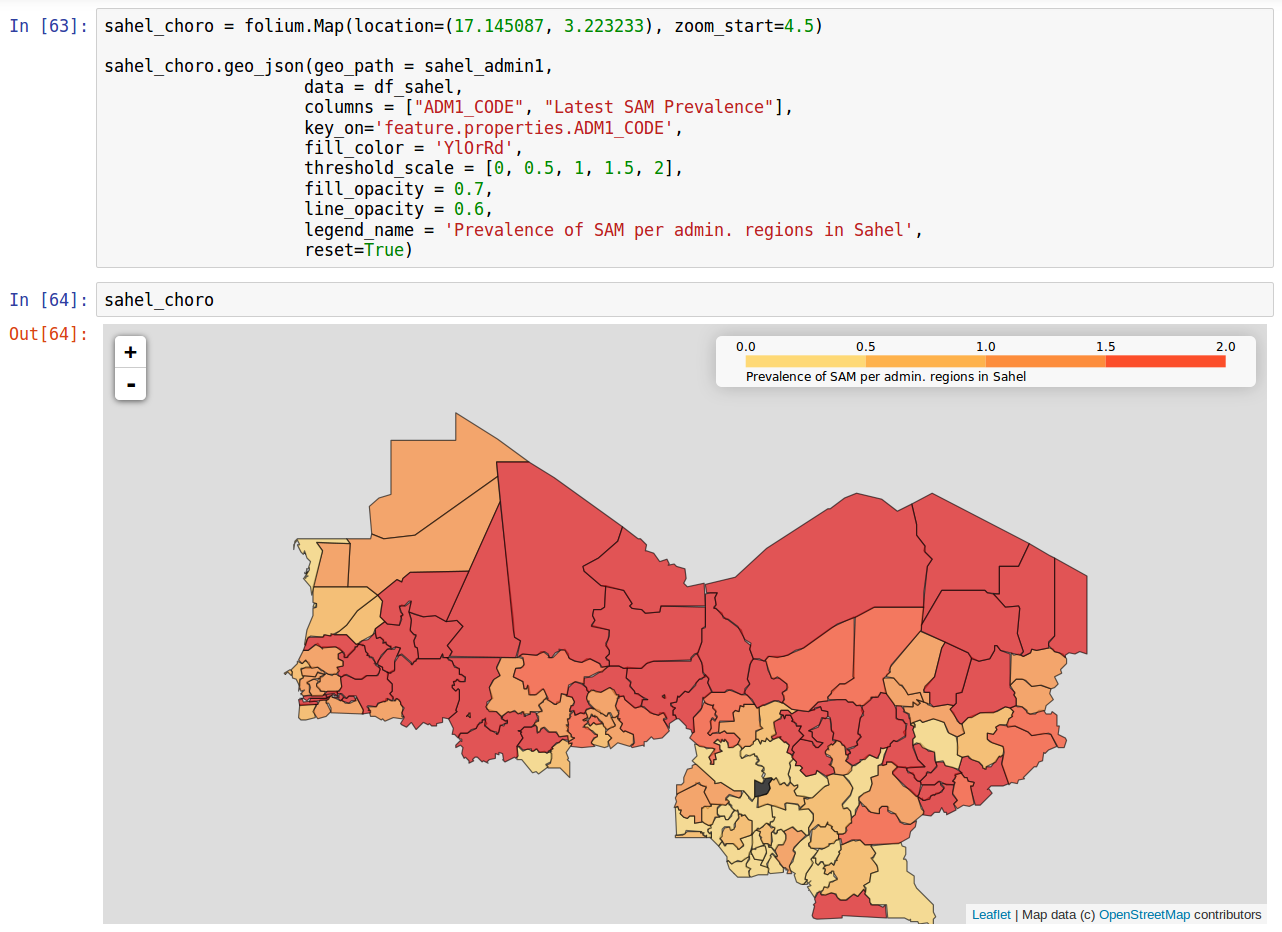 In [63]: sahel_choro = folium.Map(location=(17.145087, 3.223233), zoom_start=4.5)
sahel_choro.geo_json(geo_path = sahel_admin1,
data = df_sahel,
columns = ["ADM1_CODE", "Latest SAM Prevalence"],
key_on='feature.properties.ADM1_CODE',
fill_color = 'YlOrRd',
threshold_scale = [0, 0.5, 1, 1.5, 2],
fill_opacity = 0.7,
line_opacity = 0.6,
legend_name = 'Prevalence of SAM per admin. regions in Sahel',
reset=True)
In [64]: sahel_choro
Out[64]:
+
-
0.0 0.5 1.0 1.5 2.0
Prevalence of SAM per admin. regions in Sahel
Leaflet | Map data (c) OpenStreetMap contributors